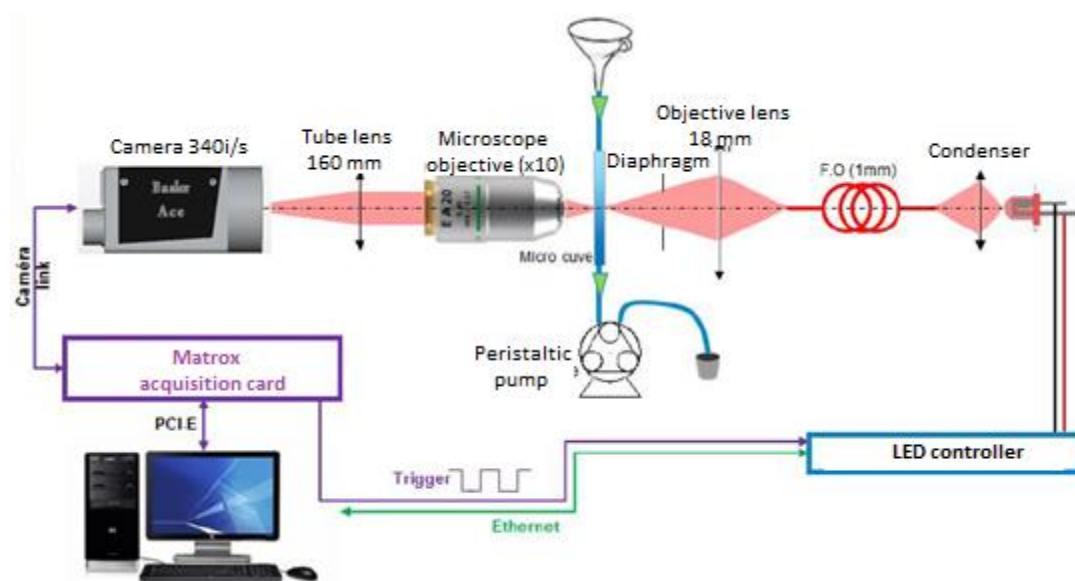 Camera 340i/s
Tube lens
160 mm
Microscope
objective (x10)
Diaphragm
Objective lens
18 mm
F.O (1mm)
Condenser
Basler
Ace
E A20
Micro cuve
Caméra
link
Peristaltic
pump
Matrox
acquisition card
PCI-E
Trigger
Ethernet
LED controller